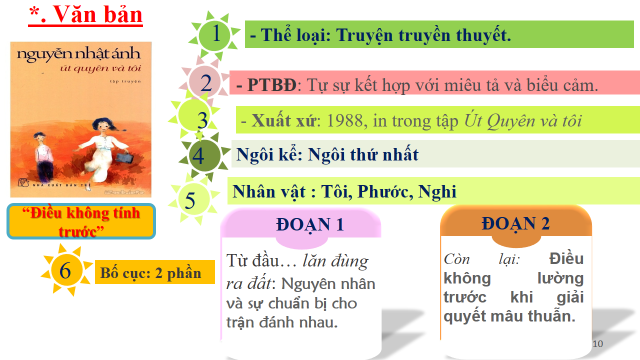 *. Văn bản
nguyễn nhật ánh
út quyên và tôi
tập truyện
NHÀ XUẤT BẢN TRẺ
“Điều không tính
trước”
1
- Thể loại: Truyện truyền thuyết.
2
- PTBĐ: Tự sự kết hợp với miêu tả và biểu cảm.
3
- Xuất xứ: 1988, in trong tập Út Quyên và tôi
4
Ngôi kể: Ngôi thứ nhất
5
Nhân vật : Tôi, Phước, Nghi
6
Bố cục: 2 phần
ĐOẠN 1
Từ đầu… lăn đùng
ra đất: Nguyên nhân
và sự chuẩn bị cho
trận đánh nhau.
ĐOẠN 2
Còn lại: Điều
không lường
trước khi giải
quyết mâu thuẫn.
10